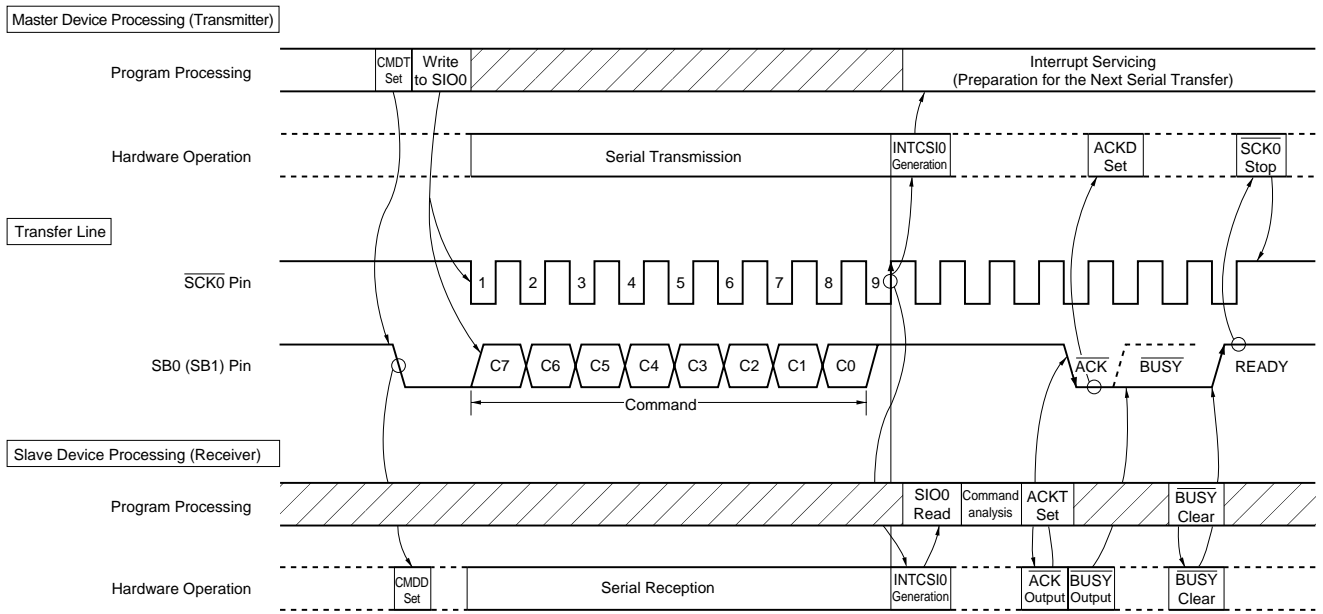 Master Device Processing (Transmitter)
Program Processing
CMDT
Set
Write
to SIO0
Interrupt Servicing
(Preparation for the Next Serial Transfer)
Hardware Operation
Serial Transmission
INTCSI0
Generation
ACKD
Set
SCK0
Stop
Transfer Line
SCK0 Pin
1 2 3 4 5 6 7 8 9
SB0 (SB1) Pin
C7 C6 C5 C4 C3 C2 C1 C0
ACK BUSY READY
Command
Slave Device Processing (Receiver)
Program Processing
SIO0
Read
Command
analysis
ACKT
Set
BUSY
Clear
Hardware Operation
CMDD
Set
Serial Reception
INTCSI0
Generation
ACK
Output
BUSY
Output
BUSY
Clear